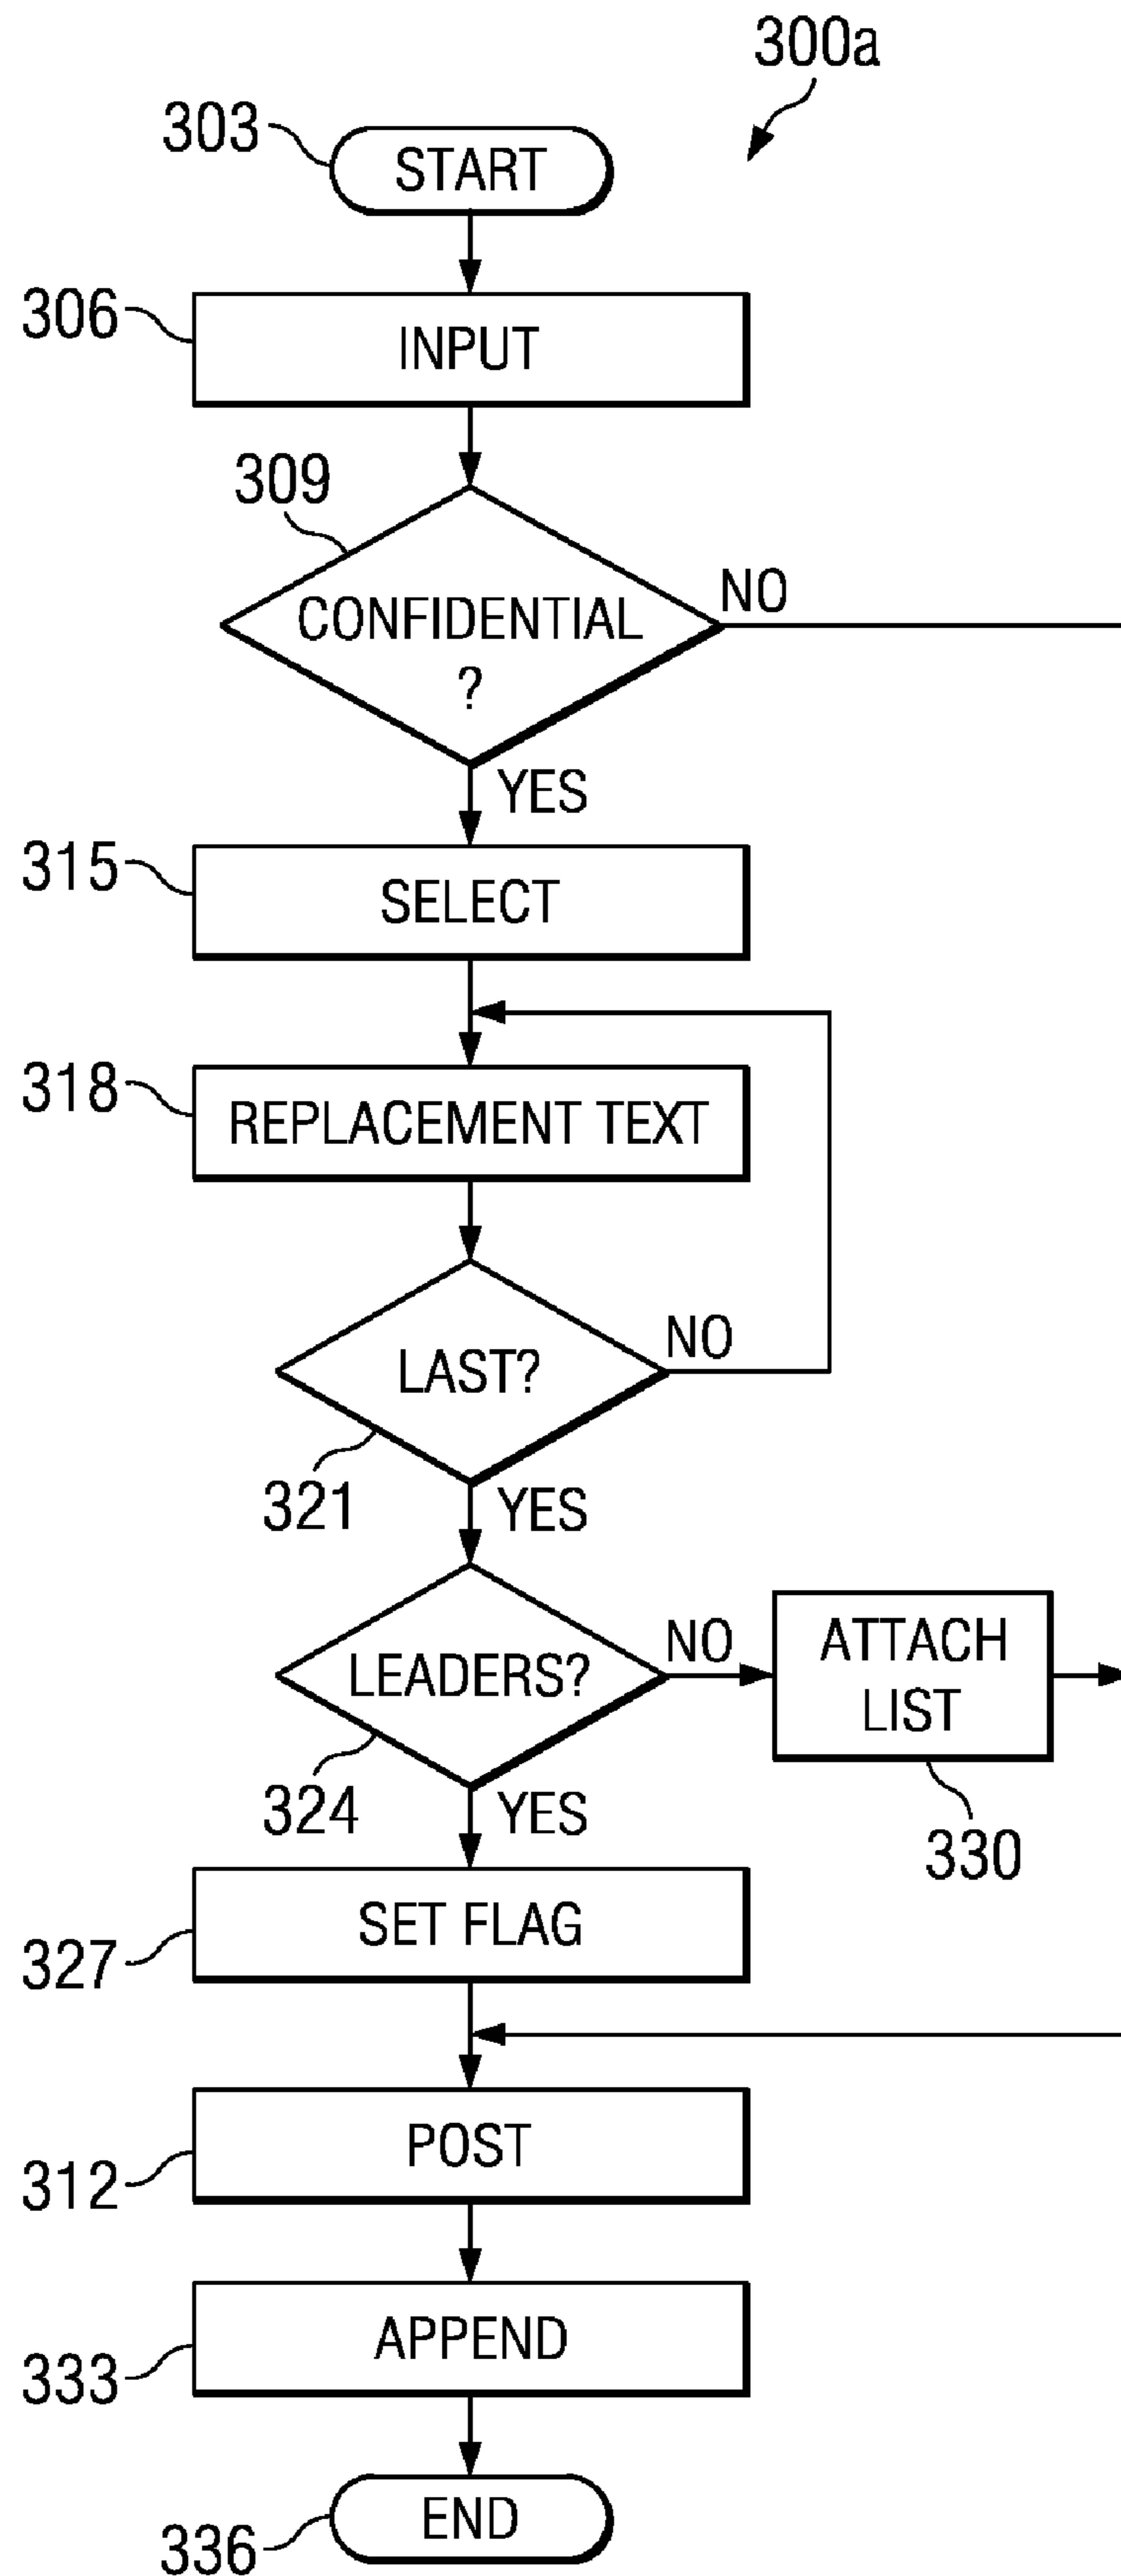 300a
303
START
306
INPUT
309
CONFIDENTIAL
?
NO
YES
315
SELECT
318
REPLACEMENT TEXT
LAST?
NO
321
YES
LEADERS?
NO
ATTACH
LIST
324
YES
330
SET FLAG
327
POST
312
APPEND
333
END
336